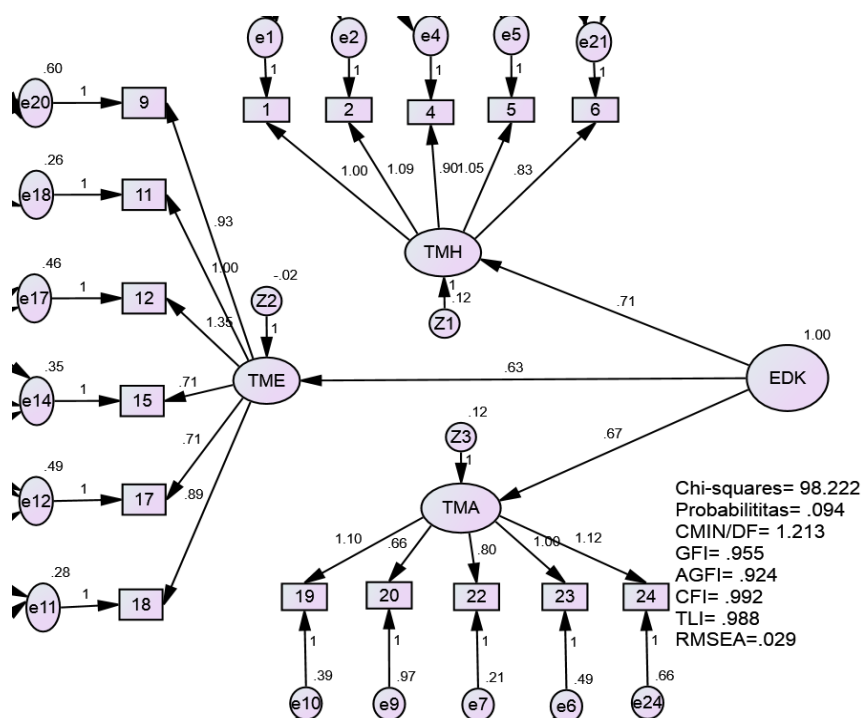 e1
e2
e4
e5
e21
1
1
1
1
1
1
2
4
5
6
1.00
1.09
.90
1.05
.83
TMH
1
.12
Z1
.60
e20
1
9
.26
e18
1
11
.46
e17
1
12
.35
e14
1
15
.49
e12
1
17
.28
e11
1
18
.93
1.00
1.35
.71
.71
.89
-.02
Z2
1
TME
.71
.63
.67
1.00
EDK
.12
Z3
1
TMA
1.10
.66
.80
1.00
1.12
19
20
22
23
24
1
1
1
1
1
.39
.97
.21
.49
.66
e10
e9
e7
e6
e24
Chi-squares= 98.222
Probabilititas= .094
CMIN/DF= 1.213
GFI= .955
AGFI= .924
CFI= .992
TLI= .988
RMSEA=.029